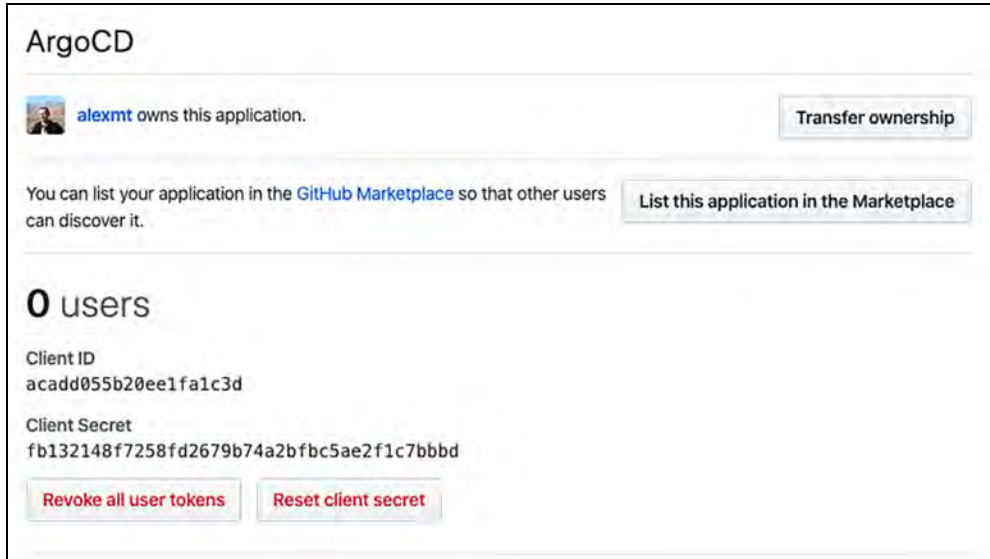 ArgoCD
alexmt owns this application.
Transfer ownership
You can list your application in the GitHub Marketplace so that other users
can discover it.
List this application in the Marketplace
0 users
Client ID
acadd055b20ee1fa1c3d
Client Secret
fb132148f7258fd2679b74a2bfbc5ae2f1c7bbbd
Revoke all user tokens
Reset client secret